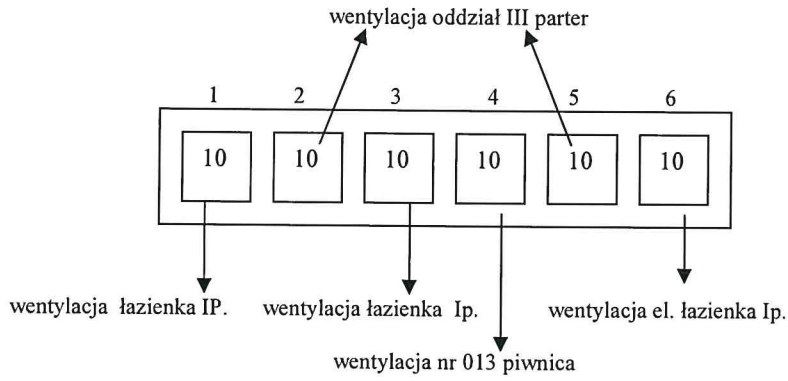 wentylacja oddział III parter
1 2 3 4 5 6
10 10 10 10 10 10
wentylacja łazienka IP. wentylacja łazienka Ip. wentylacja el. łazienka Ip.
wentylacja nr 013 piwnica